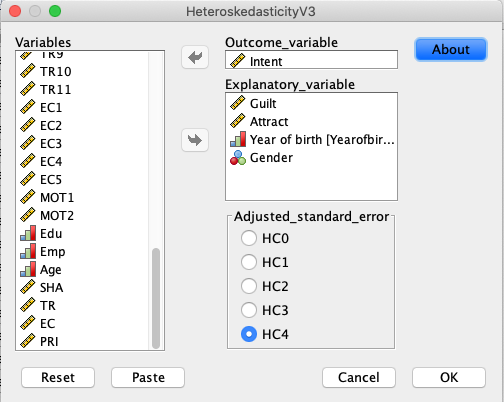 HeteroskedasticityV3
Variables
TR9
TR10
TR11
EC1
EC2
EC3
EC4
EC5
MOT1
MOT2
Edu
Emp
Age
SHA
TR
EC
PRI
Outcome_variable
Intent
Explanatory_variable
Guilt
Attract
Year of birth [Yearofbir...
Gender
Adjusted_standard_error
HC0
HC1
HC2
HC3
HC4
About
Reset
Paste
Cancel
OK